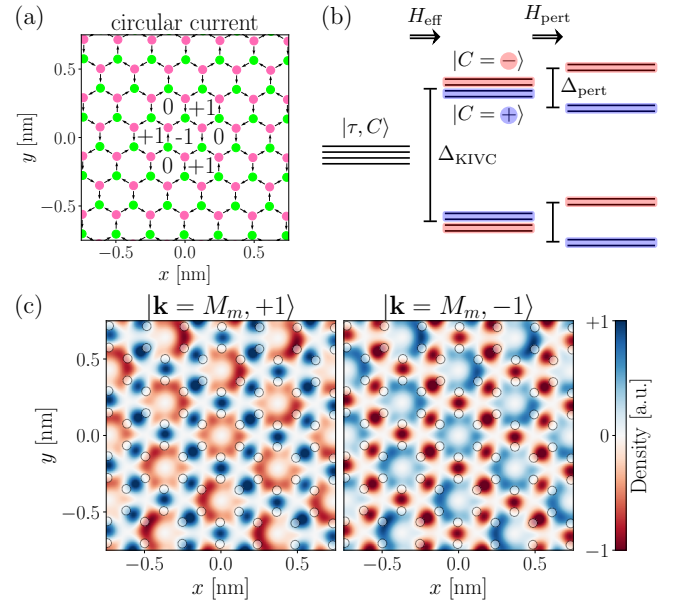 (a)
circular current
0.5
0.0
−0.5
y [nm]
0 +1
+1 -1 0
0 +1
−0.5 0.0 0.5
x [nm]
(b)
H_eff
H_pert
|τ, C⟩
|C = −⟩
|C = +⟩
Δ_KIVC
Δ_pert
(c)
|k = M_m, +1⟩
|k = M_m, −1⟩
0.5
0.0
−0.5
y [nm]
−0.5 0.0 0.5
x [nm]
−0.5 0.0 0.5
x [nm]
+1
0
−1
Density [a.u.]